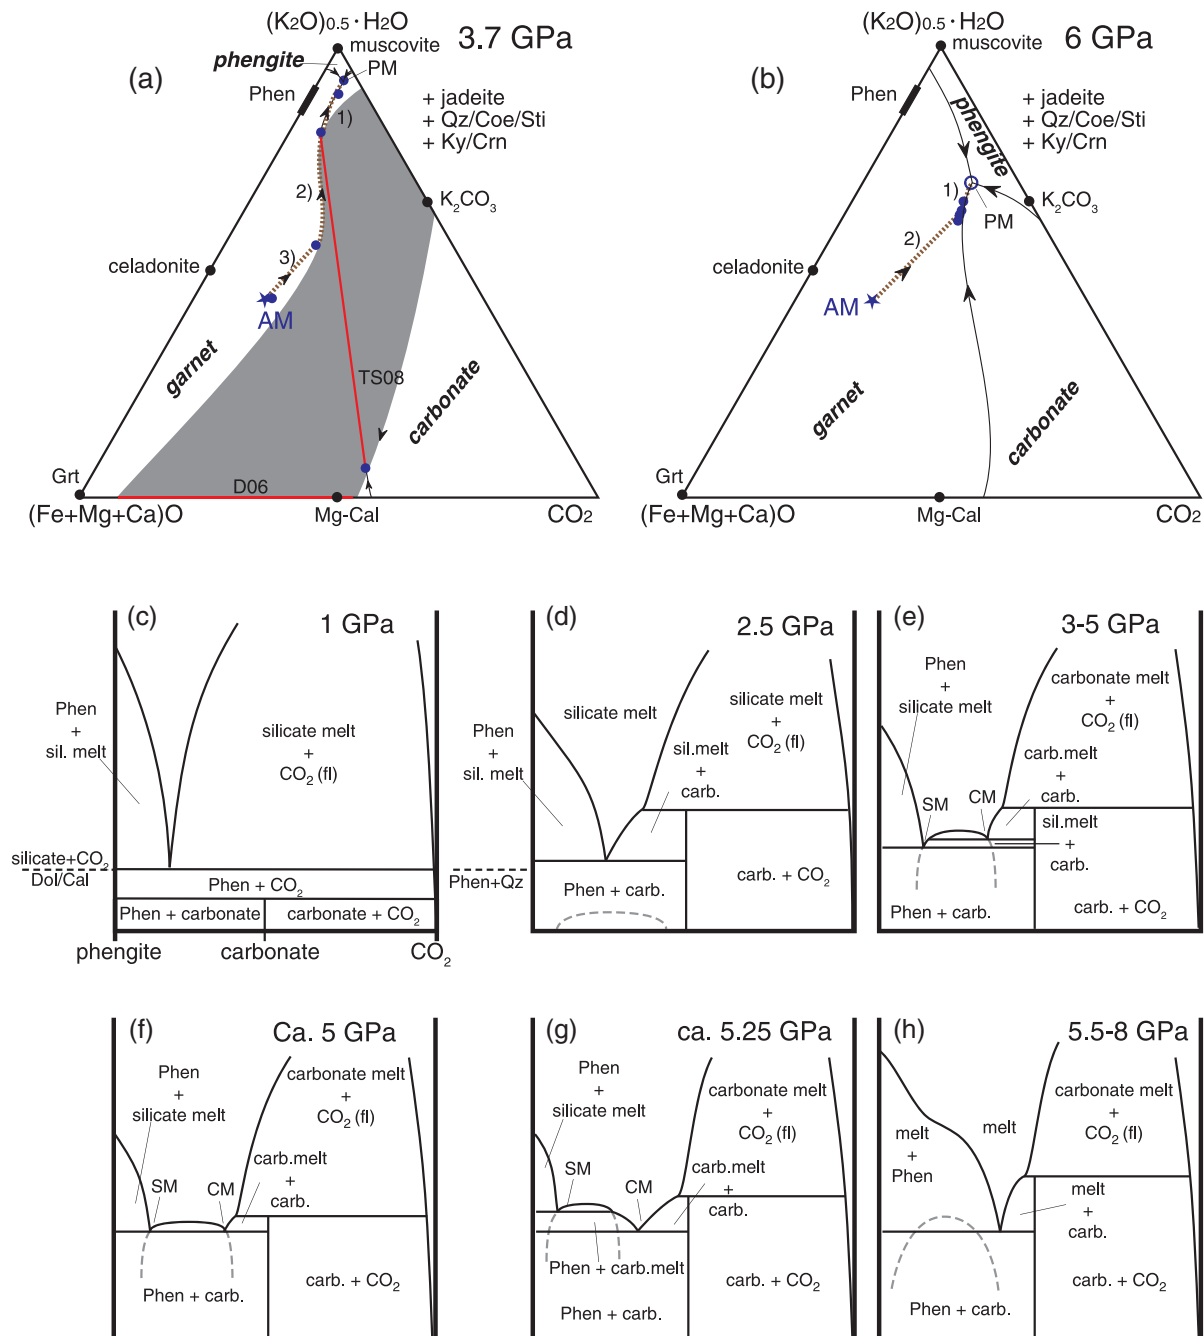 (K2O)0.5 · H2O
3.7 GPa
(a)
phengite
muscovite
PM
Phen
+ jadeite
+ Qz/Coe/Sti
+ Ky/Crn
1)
2)
K2CO3
3)
celadonite
AM
garnet
TS08
carbonate
Grt
D06
(Fe+Mg+Ca)O
Mg-Cal
CO2
(K2O)0.5 · H2O
6 GPa
(b)
muscovite
Phen
phengite
+ jadeite
+ Qz/Coe/Sti
+ Ky/Crn
1)
K2CO3
PM
2)
celadonite
AM
garnet
carbonate
Grt
(Fe+Mg+Ca)O
Mg-Cal
CO2
(c)
1 GPa
Phen
+
sil. melt
silicate melt
+
CO2 (fl)
silicate+CO2
Dol/Cal
Phen + CO2
Phen + carbonate
carbonate + CO2
phengite
carbonate
CO2
(d)
2.5 GPa
silicate melt
Phen
+
sil. melt
silicate melt
+
CO2 (fl)
sil.melt
+
carb.
Phen+Qz
Phen + carb.
carb. + CO2
(e)
3-5 GPa
Phen
+
silicate melt
carbonate melt
+
CO2 (fl)
carb.melt
+
carb.
SM
CM
sil.melt
+
carb.
Phen + carb.
carb. + CO2
(f)
Ca. 5 GPa
Phen
+
silicate melt
carbonate melt
+
CO2 (fl)
carb.melt
+
carb.
SM
CM
Phen + carb.
carb. + CO2
(g)
ca. 5.25 GPa
Phen
+
silicate melt
carbonate melt
+
CO2 (fl)
SM
CM
carb.melt
+
carb.
Phen + carb.melt
Phen + carb.
carb. + CO2
(h)
5.5-8 GPa
melt
+
Phen
melt
carbonate melt
+
CO2 (fl)
melt
+
carb.
Phen + carb.
carb. + CO2